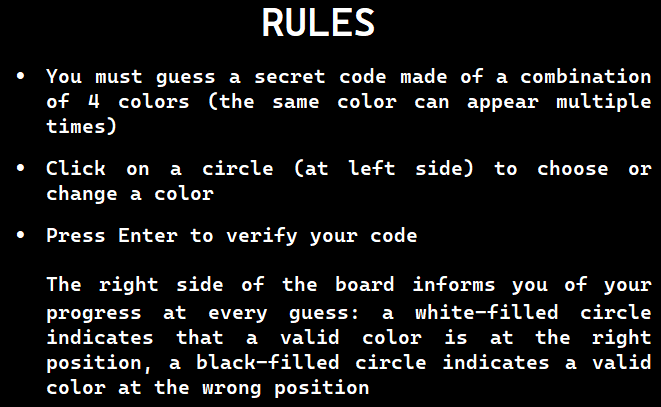 RULES
• You must guess a secret code made of a combination
of 4 colors (the same color can appear multiple
times)
• Click on a circle (at left side) to choose or
change a color
• Press Enter to verify your code
The right side of the board informs you of your
progress at every guess: a white-filled circle
indicates that a valid color is at the right
position, a black-filled circle indicates a valid
color at the wrong position